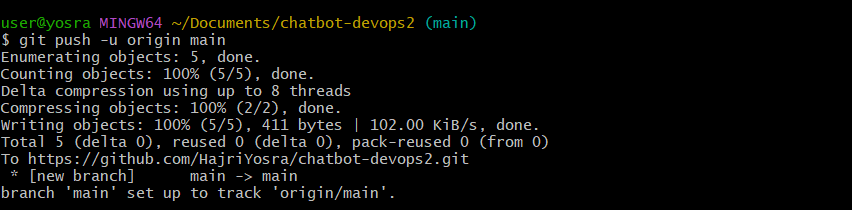 user@yosra MINGW64 ~/Documents/chatbot-devops2 (main)
$ git push -u origin main
Enumerating objects: 5, done.
Counting objects: 100% (5/5), done.
Delta compression using up to 8 threads
Compressing objects: 100% (2/2), done.
Writing objects: 100% (5/5), 411 bytes | 102.00 KiB/s, done.
Total 5 (delta 0), reused 0 (delta 0), pack-reused 0 (from 0)
To https://github.com/HajriYosra/chatbot-devops2.git
 * [new branch]      main -> main
branch 'main' set up to track 'origin/main'.